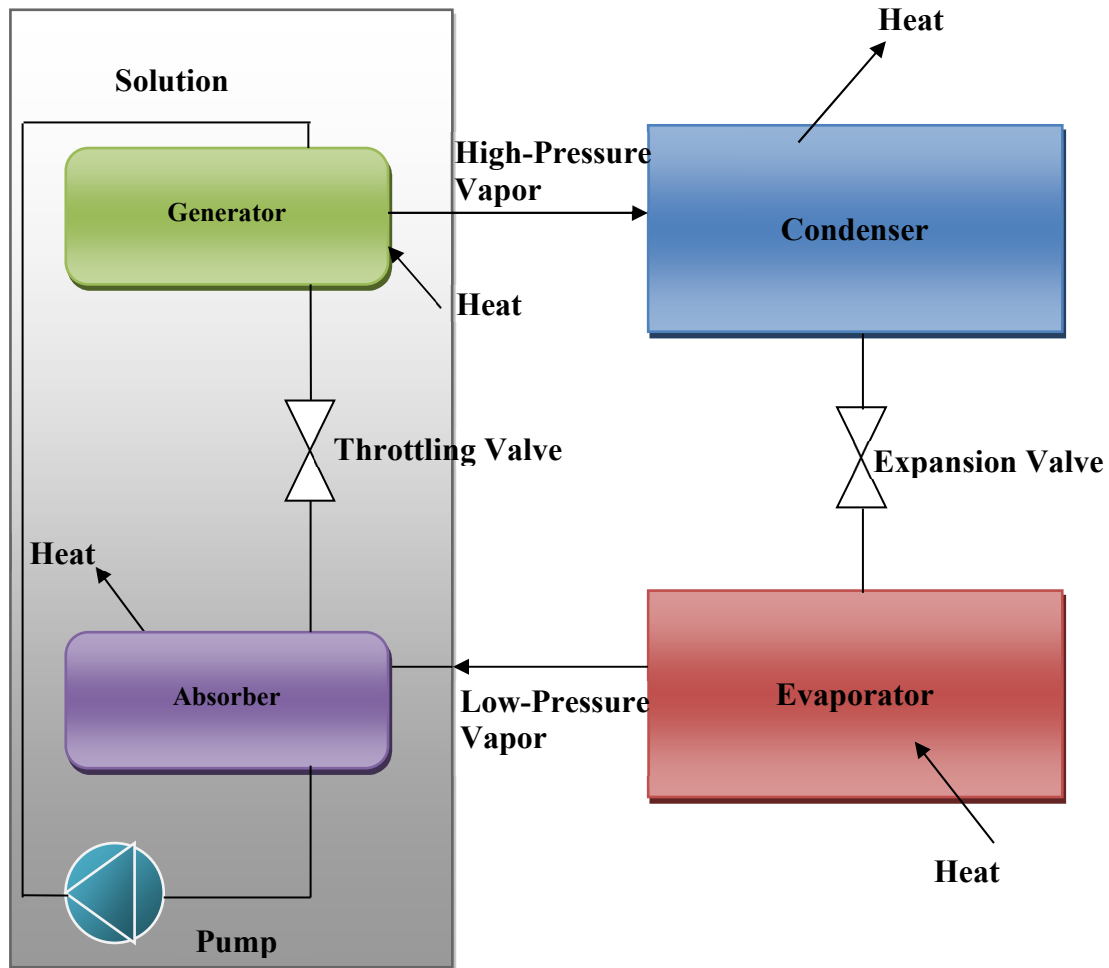 Heat
Solution
High-Pressure
Vapor
Generator
Condenser
Heat
Throttling Valve
Expansion Valve
Heat
Absorber
Low-Pressure
Vapor
Evaporator
Heat
Pump